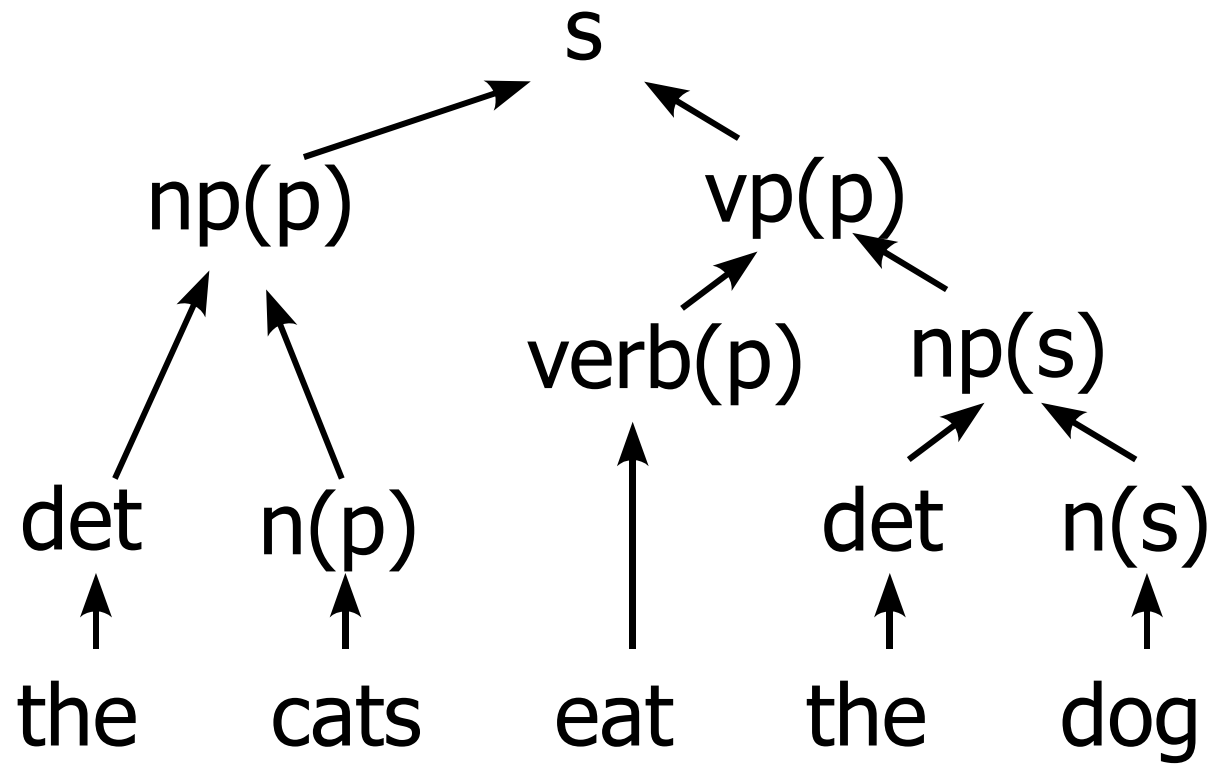 s
np(p) vp(p)
verb(p) np(s)
det n(p) det n(s)
the cats eat the dog